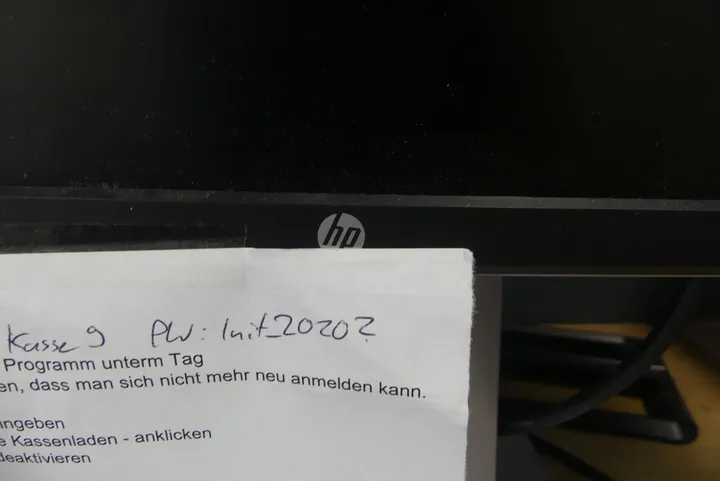 hp
Kasse 9 PW: Init_2020?
Programm unterm Tag
en, dass man sich nicht mehr neu anmelden kann.
ngeben
e Kassenladen - anklicken
deaktivieren